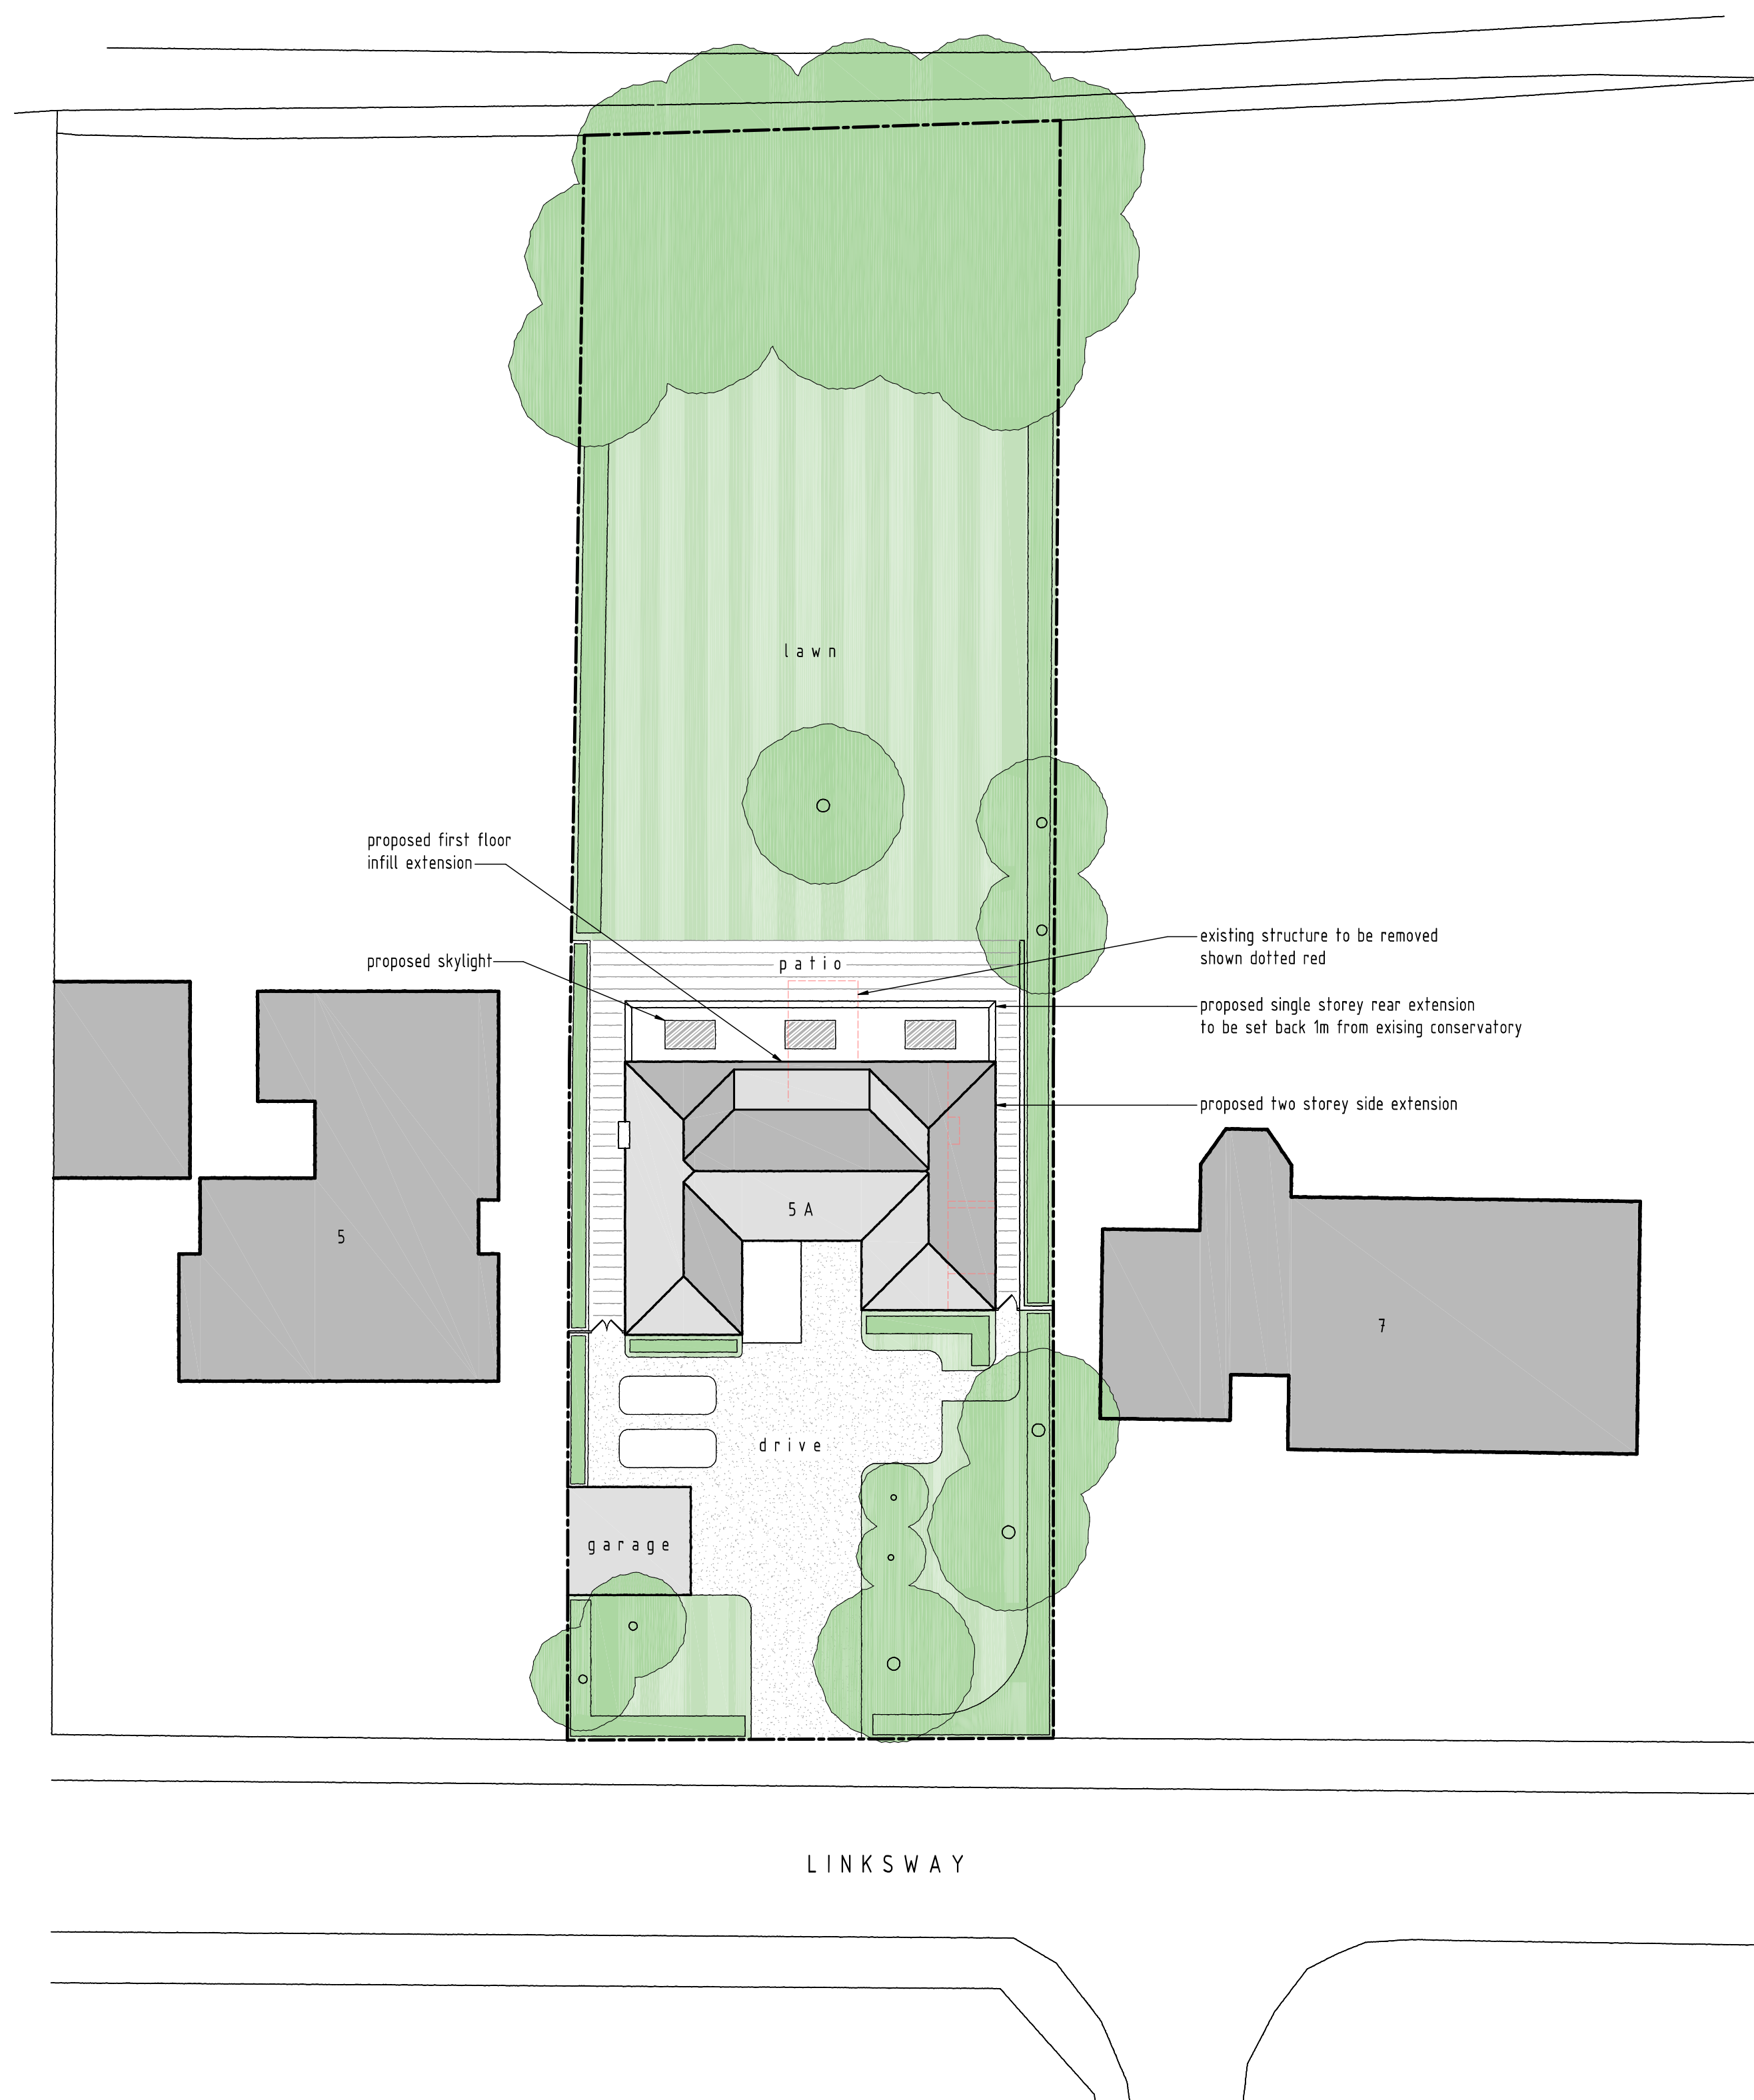 lawn
proposed first floor
infill extension
existing structure to be removed
shown dotted red
proposed skylight
patio
proposed single storey rear extension
to be set back 1m from exising conservatory
proposed two storey side extension
5A
5
7
drive
garage
LINKSWAY